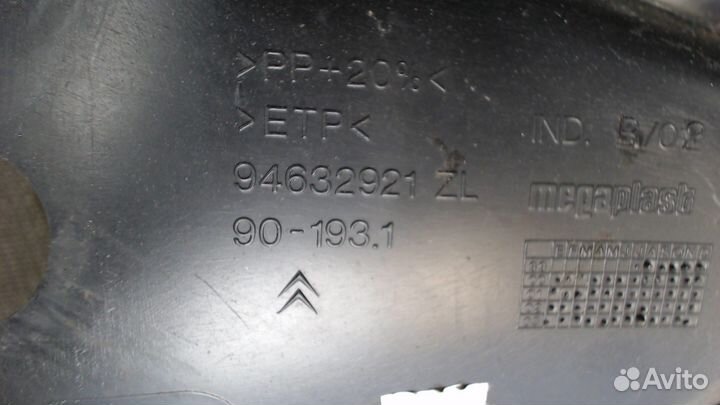 >PP+20%<
>ETP<
94632921 ZL
90-193.1
IND.
megaplast
Avito